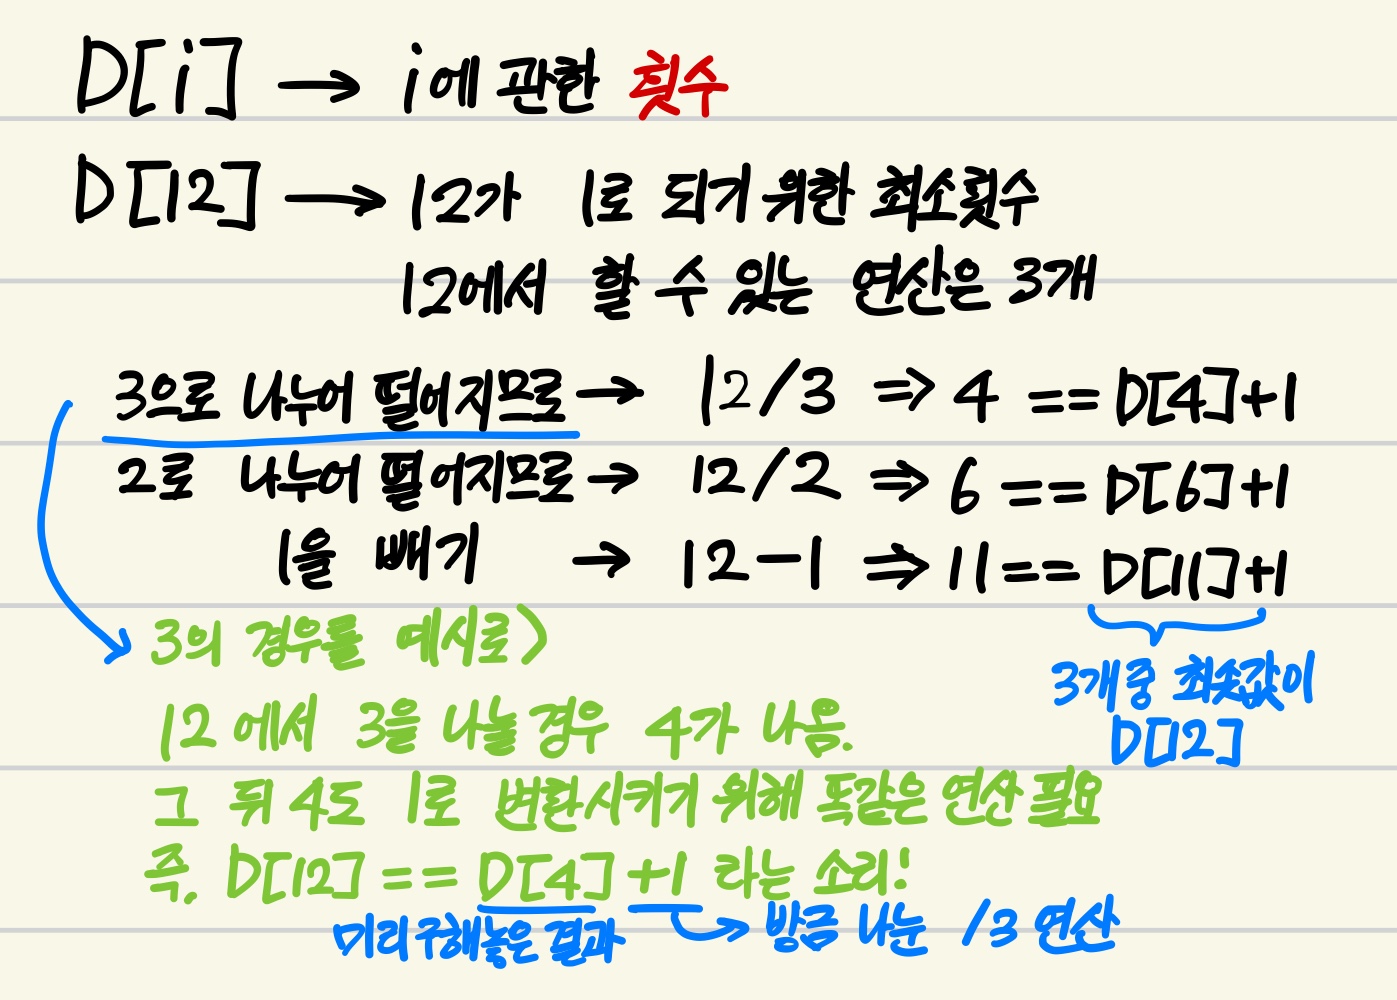 D[i] → i에 관한 횟수
D[12] → 12가 1로 되기 위한 최소횟수
12에서 할 수 있는 연산은 3개
3으로 나누어 떨어지므로 → 12/3 ⇒ 4 == D[4]+1
2로 나누어 떨어지므로 → 12/2 ⇒ 6 == D[6]+1
1을 빼기 → 12-1 ⇒ 11 == D[11]+1
3개중 최솟값이
D[12]
3의 경우를 예시로)
12에서 3을 나눌 경우 4가 나옴.
그 뒤 4도 1로 변환시키기 위해 똑같은 연산 필요
즉, D[12] == D[4] +1 라는 소리!
미리 구해놓은 결과 → 방금 나눈 /3 연산